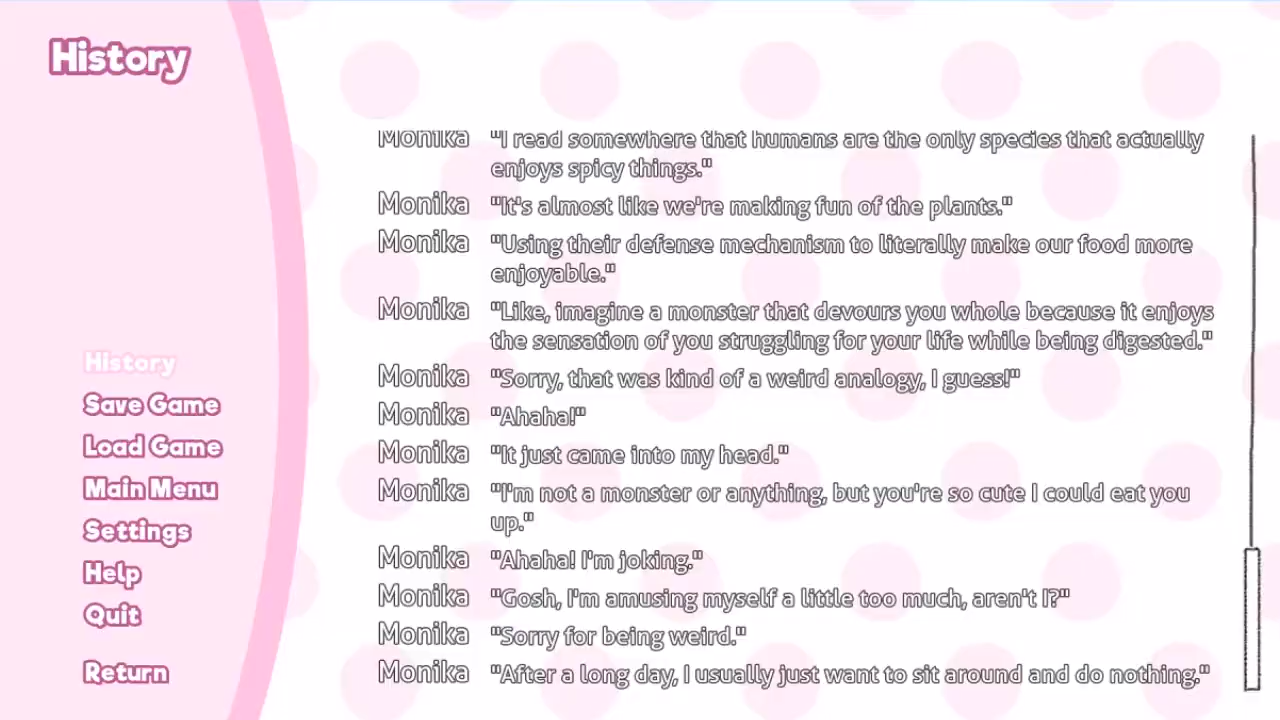 History
Monika "I read somewhere that humans are the only species that actually
enjoys spicy things."
Monika "It's almost like we're making fun of the plants."
Monika "Using their defense mechanism to literally make our food more
enjoyable."
Monika "Like, imagine a monster that devours you whole because it enjoys
the sensation of you struggling for your life while being digested."
Monika "Sorry, that was kind of a weird analogy, I guess!"
Monika "Ahaha!"
Monika "It just came into my head."
Monika "I'm not a monster or anything, but you're so cute I could eat you
up."
Monika "Ahaha! I'm joking."
Monika "Gosh, I'm amusing myself a little too much, aren't I?"
Monika "Sorry for being weird."
Monika "After a long day, I usually just want to sit around and do nothing."
History
Save Game
Load Game
Main Menu
Settings
Help
Quit
Return